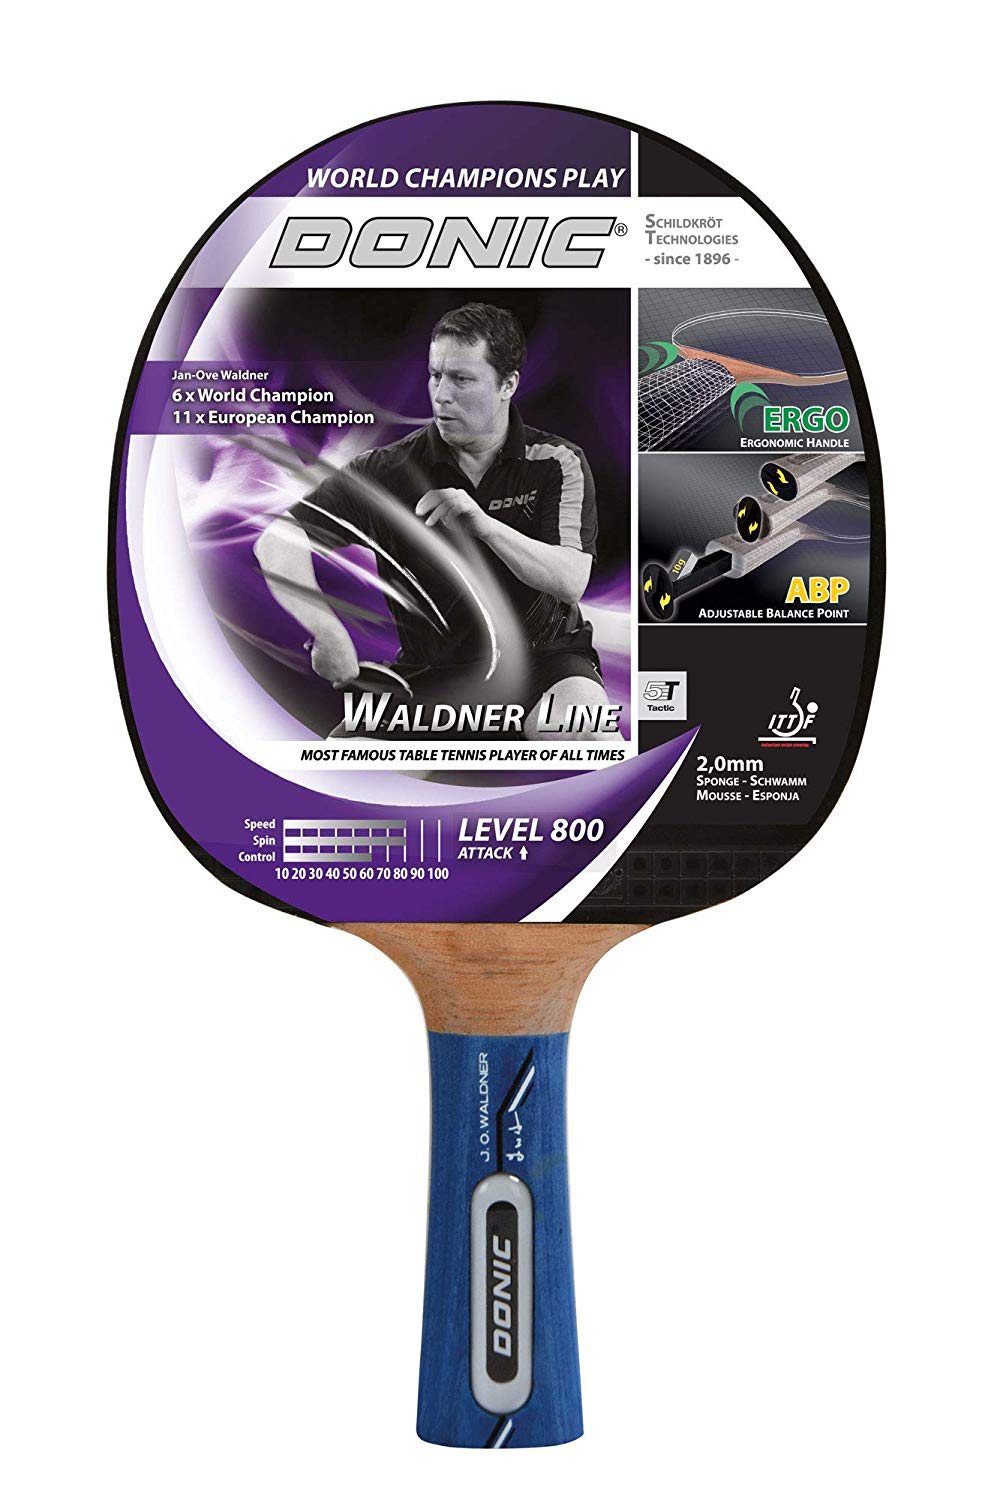 WORLD CHAMPIONS PLAY
DONIC®
SCHILDKRÖT
TECHNOLOGIES
- since 1896 -
Jan-Ove Waldner
6 x World Champion
11 x European Champion
DONIC
ERGO
ERGONOMIC HANDLE
10g
ABP
ADJUSTABLE BALANCE POINT
WALDNER LINE
MOST FAMOUS TABLE TENNIS PLAYER OF ALL TIMES
5T
Tactic
ITTF
2,0mm
SPONGE - SCHWAMM
MOUSSE - ESPONJA
Speed
Spin
Control
10 20 30 40 50 60 70 80 90 100
LEVEL 800
ATTACK
J. O. WALDNER
DONIC